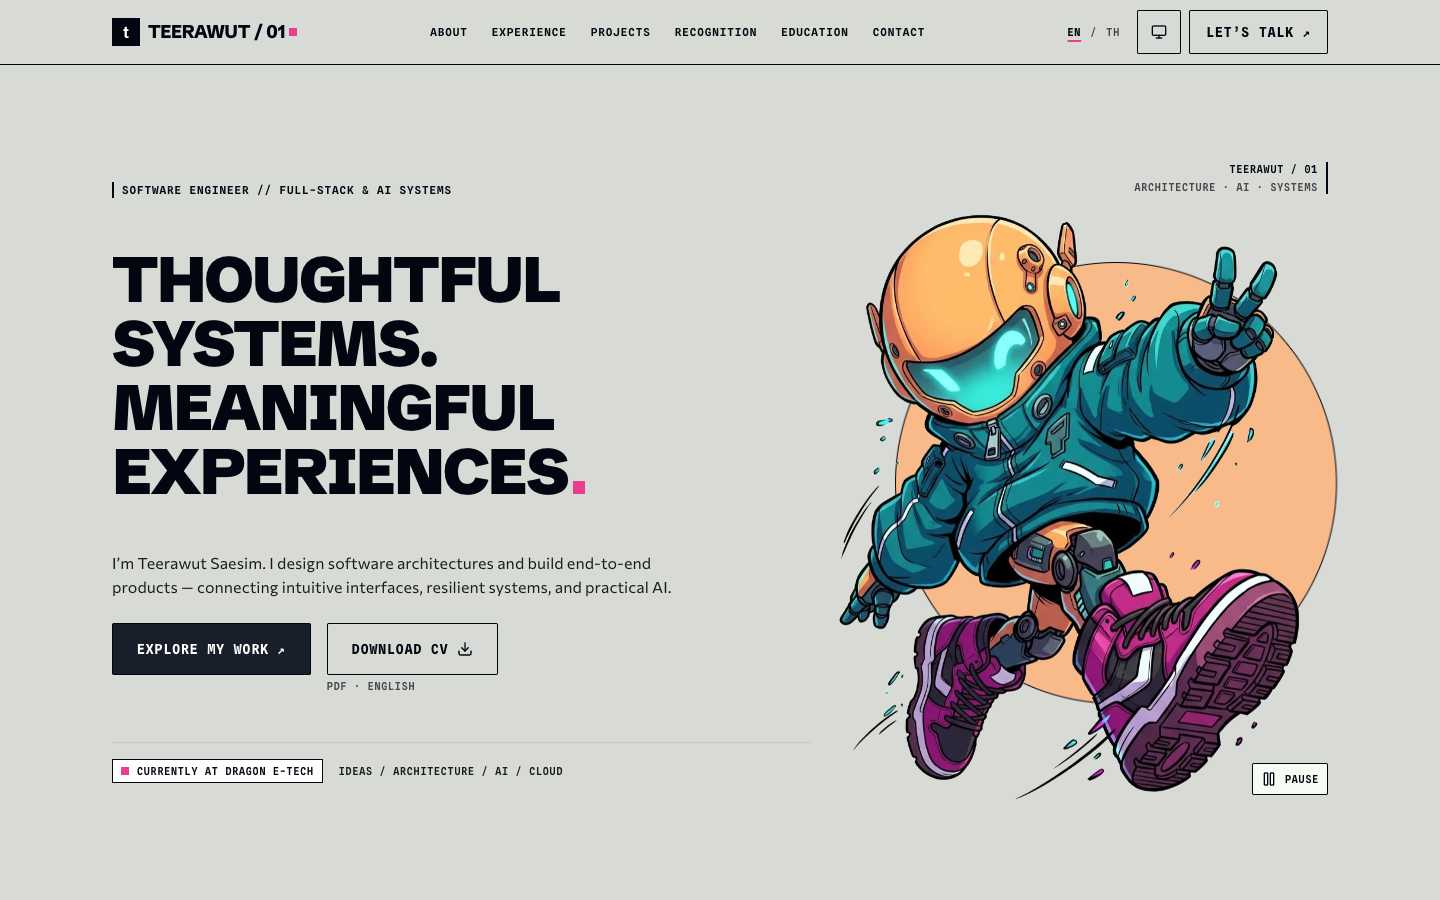 t TEERAWUT / 01
ABOUT EXPERIENCE PROJECTS RECOGNITION EDUCATION CONTACT
EN / TH
LET’S TALK ↗
SOFTWARE ENGINEER // FULL-STACK & AI SYSTEMS
TEERAWUT / 01
ARCHITECTURE · AI · SYSTEMS
THOUGHTFUL
SYSTEMS.
MEANINGFUL
EXPERIENCES.
I’m Teerawut Saesim. I design software architectures and build end-to-end
products — connecting intuitive interfaces, resilient systems, and practical AI.
EXPLORE MY WORK ↗
DOWNLOAD CV
PDF · ENGLISH
CURRENTLY AT DRAGON E-TECH
IDEAS / ARCHITECTURE / AI / CLOUD
T
PAUSE